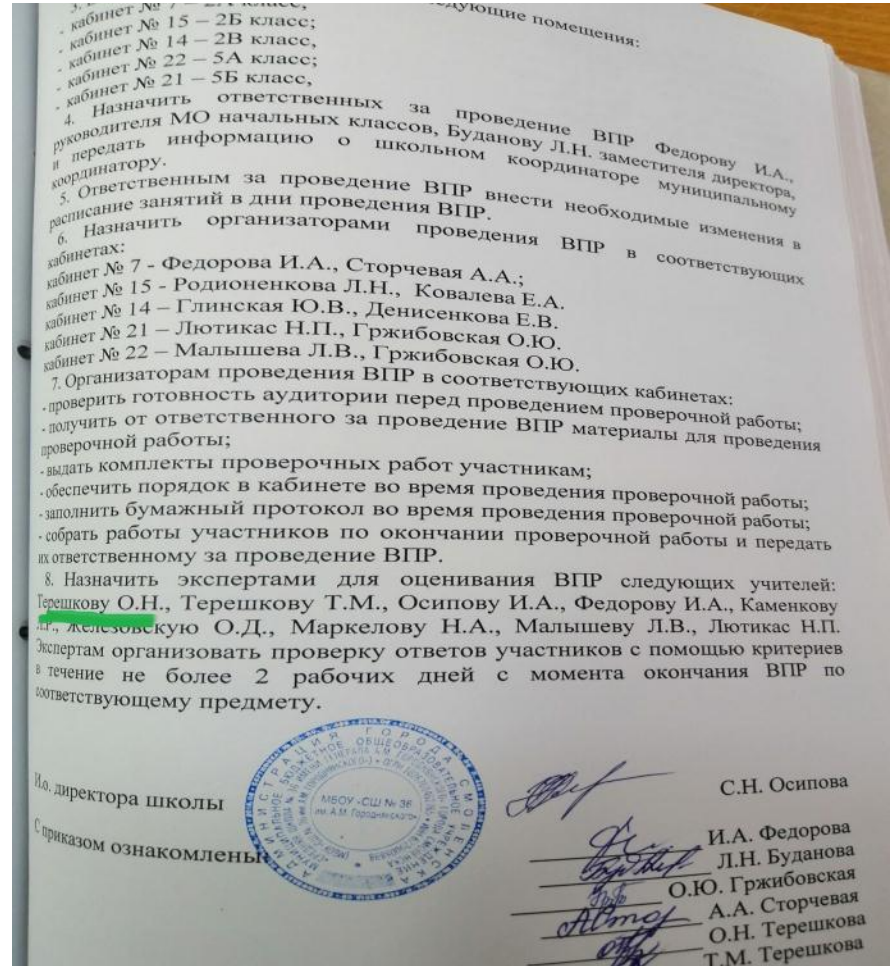 - кабинет № 7 – 2А класс,
следующие помещения:
- кабинет № 15 – 2Б класс;
- кабинет № 14 – 2В класс,
- кабинет № 22 – 5А класс;
- кабинет № 21 – 5Б класс,
4. Назначить ответственных за проведение ВПР Федорову И.А.,
руководителя МО начальных классов, Буданову Л.Н. заместителя директора,
и передать информацию о школьном координаторе муниципальному
координатору.
5. Ответственным за проведение ВПР внести необходимые изменения в
расписание занятий в дни проведения ВПР.
6. Назначить организаторами проведения ВПР в соответствующих
кабинетах:
кабинет № 7 - Федорова И.А., Сторчевая А.А.;
кабинет № 15 - Родионенкова Л.Н., Ковалева Е.А.
кабинет № 14 – Глинская Ю.В., Денисенкова Е.В.
кабинет № 21 – Лютикас Н.П., Гржибовская О.Ю.
кабинет № 22 – Малышева Л.В., Гржибовская О.Ю.
7. Организаторам проведения ВПР в соответствующих кабинетах:
- проверить готовность аудитории перед проведением проверочной работы;
- получить от ответственного за проведение ВПР материалы для проведения
проверочной работы;
- выдать комплекты проверочных работ участникам;
- обеспечить порядок в кабинете во время проведения проверочной работы;
- заполнить бумажный протокол во время проведения проверочной работы;
- собрать работы участников по окончании проверочной работы и передать
их ответственному за проведение ВПР.
8. Назначить экспертами для оценивания ВПР следующих учителей:
Терешкову О.Н., Терешкову Т.М., Осипову И.А., Федорову И.А., Каменкову
Железовскую О.Д., Маркелову Н.А., Малышеву Л.В., Лютикас Н.П.
Экспертам организовать проверку ответов участников с помощью критериев
в течение не более 2 рабочих дней с момента окончания ВПР по
соответствующему предмету.
И.о. директора школы
С.Н. Осипова
МБОУ «СШ № 36
им. А.М. Городнянского»
С приказом ознакомлены
И.А. Федорова
Л.Н. Буданова
О.Ю. Гржибовская
А.А. Сторчевая
О.Н. Терешкова
Т.М. Терешкова